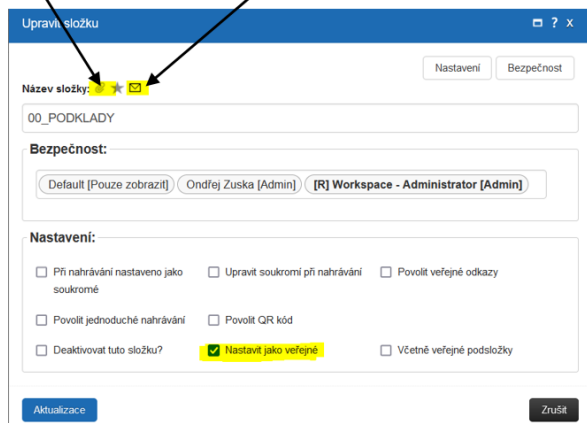 Upravit složku ? x
Nastavení Bezpečnost
Název složky:
00_PODKLADY
Bezpečnost:
Default [Pouze zobrazit] Ondřej Zuska [Admin] [R] Workspace - Administrator [Admin]
Nastavení:
Při nahrávání nastaveno jako soukromé Upravit soukromí při nahrávání Povolit veřejné odkazy
Povolit jednoduché nahrávání Povolit QR kód
Deaktivovat tuto složku? Nastavit jako veřejné Včetně veřejné podsložky
Aktualizace Zrušit